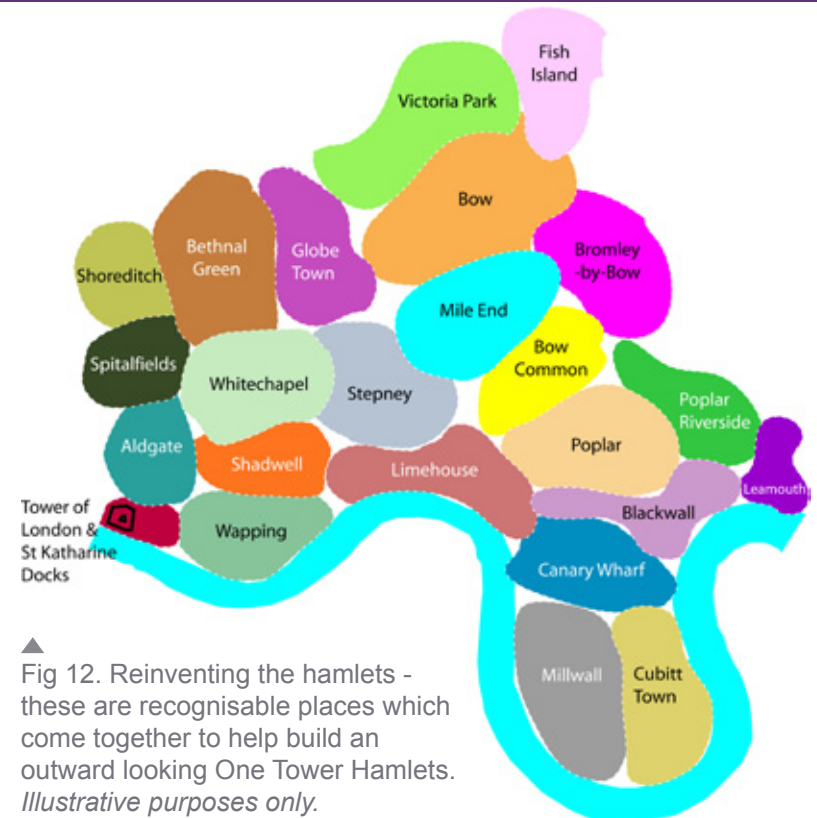 Fish
Island
Victoria Park
Bow
Bethnal
Green
Globe
Town
Bromley
-by-Bow
Shoreditch
Mile End
Bow
Common
Spitalfields
Whitechapel
Stepney
Poplar
Riverside
Aldgate
Shadwell
Limehouse
Poplar
Leamouth
Tower of
London &
St Katharine
Docks
Wapping
Blackwall
Canary Wharf
Millwall
Cubitt
Town
Fig 12. Reinventing the hamlets -
these are recognisable places which
come together to help build an
outward looking One Tower Hamlets.
Illustrative purposes only.